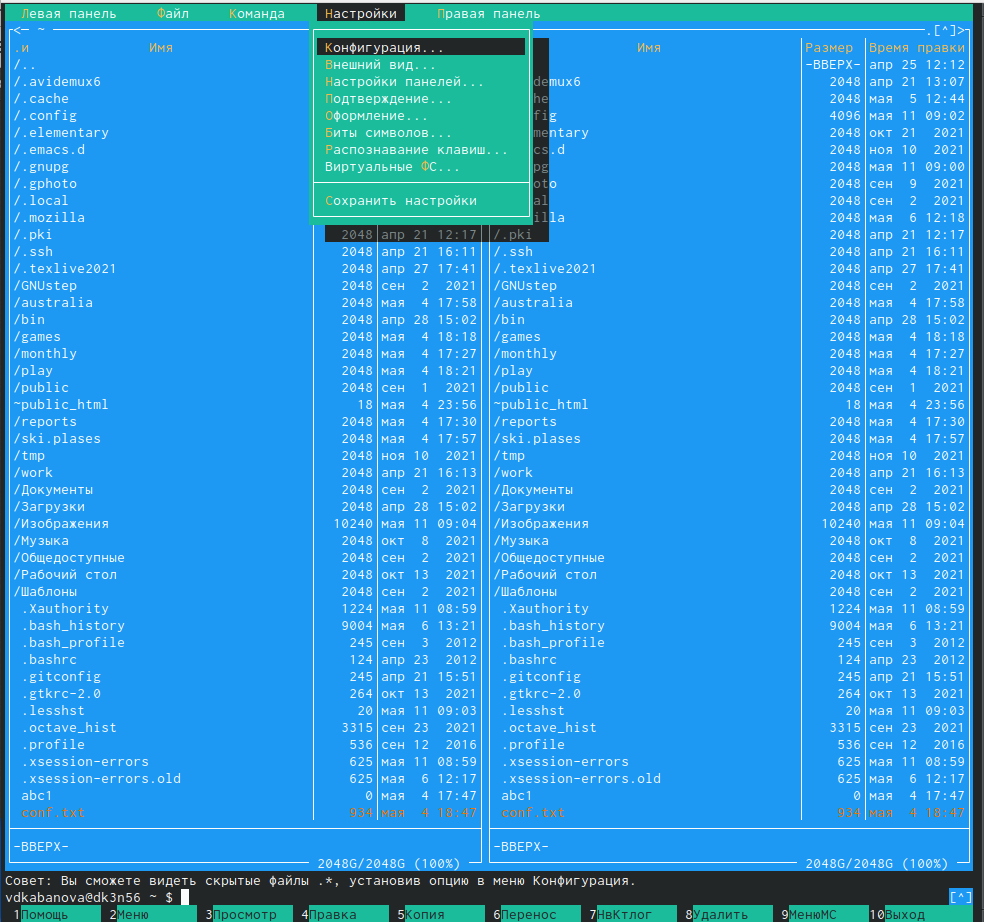 Левая панель Файл Команда Настройки Правая панель
<─ ~ .[^]>
.и Имя Конфигурация... Имя Размер Время правки
/.. Внешний вид... -ВВЕРХ- апр 25 12:12
/.avidemux6 Настройки панелей... demux6 2048 апр 21 13:07
/.cache Подтверждение... he 2048 мая  5 12:44
/.config Оформление... fig 4096 мая 11 09:02
/.elementary Биты символов... mentary 2048 окт 21  2021
/.emacs.d Распознавание клавиш... cs.d 2048 ноя 10  2021
/.gnupg Виртуальные ФС... pg 2048 мая 11 09:00
/.gphoto oto 2048 сен  9  2021
/.local Сохранить настройки al 2048 сен  2  2021
/.mozilla illa 2048 мая  6 12:18
/.pki 2048 апр 21 12:17 /.pki 2048 апр 21 12:17
/.ssh 2048 апр 21 16:11 /.ssh 2048 апр 21 16:11
/.texlive2021 2048 апр 27 17:41 /.texlive2021 2048 апр 27 17:41
/GNUstep 2048 сен  2  2021 /GNUstep 2048 сен  2  2021
/australia 2048 мая  4 17:58 /australia 2048 мая  4 17:58
/bin 2048 апр 28 15:02 /bin 2048 апр 28 15:02
/games 2048 мая  4 18:18 /games 2048 мая  4 18:18
/monthly 2048 мая  4 17:27 /monthly 2048 мая  4 17:27
/play 2048 мая  4 18:21 /play 2048 мая  4 18:21
/public 2048 сен  1  2021 /public 2048 сен  1  2021
~public_html 18 мая  4 23:56 ~public_html 18 мая  4 23:56
/reports 2048 мая  4 17:30 /reports 2048 мая  4 17:30
/ski.plases 2048 мая  4 17:57 /ski.plases 2048 мая  4 17:57
/tmp 2048 ноя 10  2021 /tmp 2048 ноя 10  2021
/work 2048 апр 21 16:13 /work 2048 апр 21 16:13
/Документы 2048 сен  2  2021 /Документы 2048 сен  2  2021
/Загрузки 2048 апр 28 15:02 /Загрузки 2048 апр 28 15:02
/Изображения 10240 мая 11 09:04 /Изображения 10240 мая 11 09:04
/Музыка 2048 окт  8  2021 /Музыка 2048 окт  8  2021
/Общедоступные 2048 сен  2  2021 /Общедоступные 2048 сен  2  2021
/Рабочий стол 2048 окт 13  2021 /Рабочий стол 2048 окт 13  2021
/Шаблоны 2048 сен  2  2021 /Шаблоны 2048 сен  2  2021
.Xauthority 1224 мая 11 08:59 .Xauthority 1224 мая 11 08:59
.bash_history 9004 мая  6 13:21 .bash_history 9004 мая  6 13:21
.bash_profile 245 сен  3  2012 .bash_profile 245 сен  3  2012
.bashrc 124 апр 23  2012 .bashrc 124 апр 23  2012
.gitconfig 245 апр 21 15:51 .gitconfig 245 апр 21 15:51
.gtkrc-2.0 264 окт 13  2021 .gtkrc-2.0 264 окт 13  2021
.lesshst 20 мая 11 09:03 .lesshst 20 мая 11 09:03
.octave_hist 3315 сен 23  2021 .octave_hist 3315 сен 23  2021
.profile 536 сен 12  2016 .profile 536 сен 12  2016
.xsession-errors 625 мая 11 08:59 .xsession-errors 625 мая 11 08:59
.xsession-errors.old 625 мая  6 12:17 .xsession-errors.old 625 мая  6 12:17
abc1 0 мая  4 17:47 abc1 0 мая  4 17:47
conf.txt 934 мая  4 18:47 conf.txt 934 мая  4 18:47
-ВВЕРХ- -ВВЕРХ-
2048G/2048G (100%) 2048G/2048G (100%)
Совет: Вы сможете видеть скрытые файлы .*, установив опцию в меню Конфигурация.
vdkabanova@dk3n56 ~ $ [^]
1Помощь 2Меню 3Просмотр 4Правка 5Копия 6Перенос 7НвКтлог 8Удалить 9МенюМС 10Выход